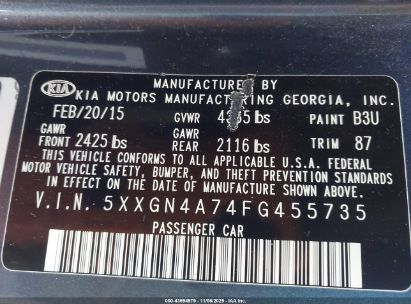 MANUFACTURED BY
KIA KIA MOTORS MANUFACTURING GEORGIA, INC.
FEB/20/15 GVWR lbs PAINT B3U
GAWR GAWR
FRONT 2425 lbs REAR 2116 lbs TRIM 87
THIS VEHICLE CONFORMS TO ALL APPLICABLE U.S.A. FEDERAL
MOTOR VEHICLE SAFETY, BUMPER, AND THEFT PREVENTION STANDARDS
IN EFFECT ON THE DATE OF MANUFACTURE SHOWN ABOVE.
V.I.N. 5XXGN4A74FG455735
PASSENGER CAR